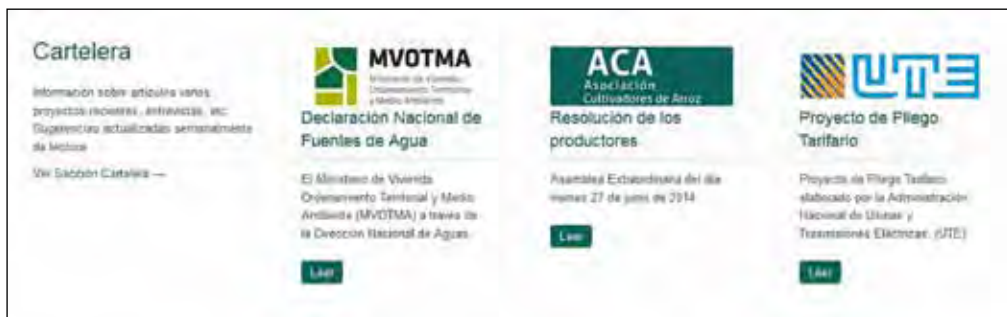 Cartelera
Información sobre artículos varios,
proyectos recientes, entrevistas, etc.
Sugerencias actualizadas semanalmente
de lectura
Ver Sección Cartelera —
MVOTMA
Ministerio de Vivienda
Ordenamiento Territorial
y Medio Ambiente
Declaración Nacional de
Fuentes de Agua
El Ministerio de Vivienda
Ordenamiento Territorial y Medio
Ambiente (MVOTMA) a través de
la Dirección Nacional de Aguas
Leer
ACA
Asociación
Cultivadores de Arroz
Resolución de los
productores
Asamblea Extraordinaria del día
27 de junio de 2014
Leer
UTE
Proyecto de Pliego
Tarifario
Proyecto de Pliego Tarifario
elaborado por la Administración
Nacional de Usinas y
Trasmisiones Eléctricas. (UTE)
Leer